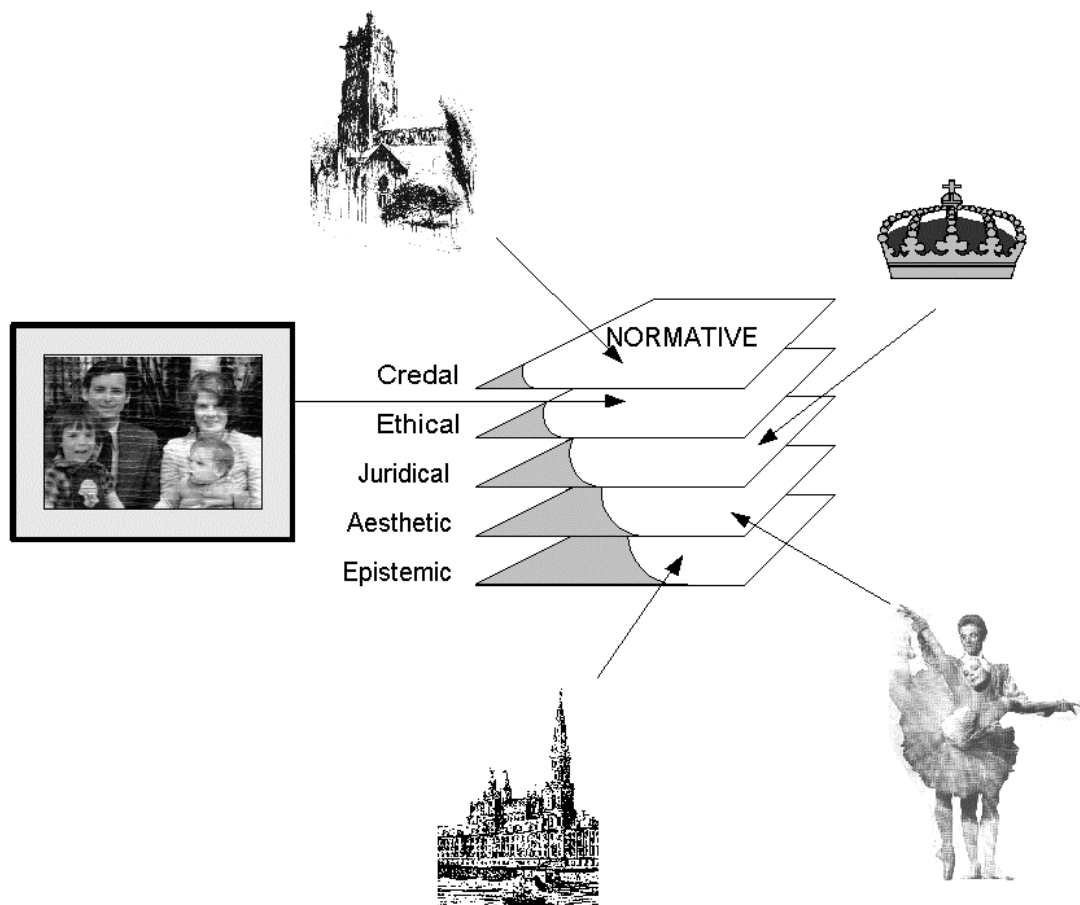 NORMATIVE
Credal
Ethical
Juridical
Aesthetic
Epistemic